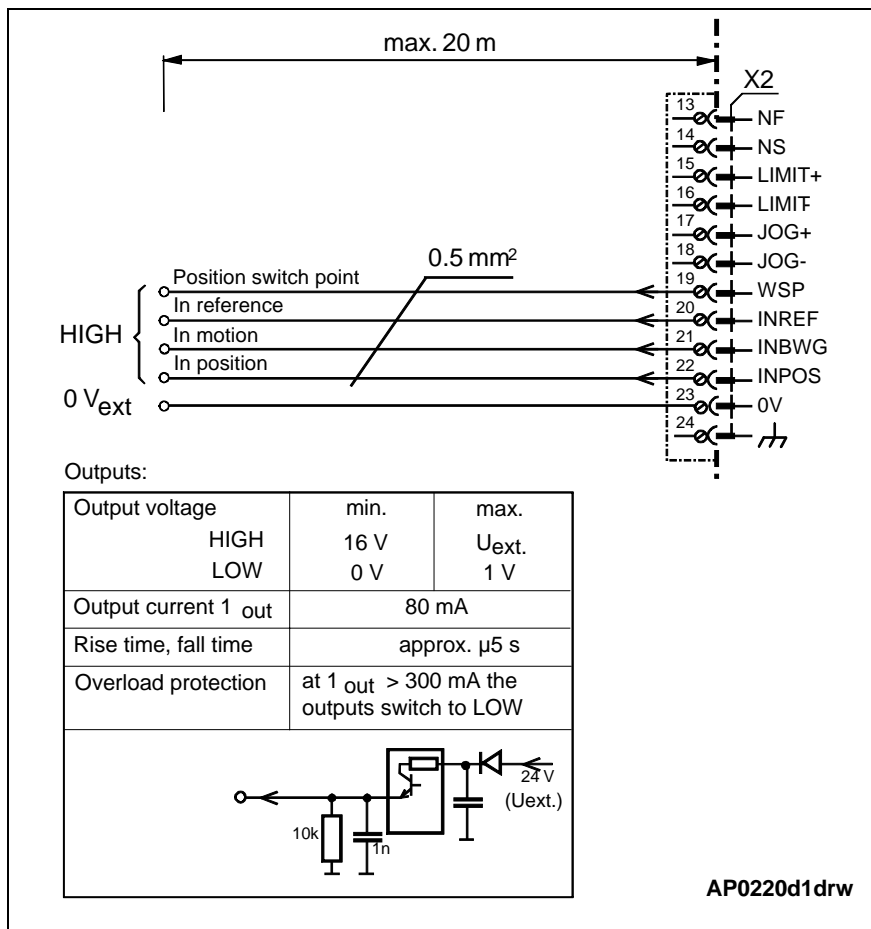 max. 20 m
X2
13 NF
14 NS
15 LIMIT+
16 LIMIT-
17 JOG+
18 JOG-
0.5 mm²
Position switch point 19 WSP
In reference 20 INREF
HIGH
In motion 21 INBWG
In position 22 INPOS
0 Vext 23 0V
24
Outputs:
Output voltage min. max.
HIGH 16 V Uext.
LOW 0 V 1 V
Output current 1 out 80 mA
Rise time, fall time approx. µ5 s
Overload protection at 1 out > 300 mA the
outputs switch to LOW
24 V
(Uext.)
10k
1n
AP0220d1drw